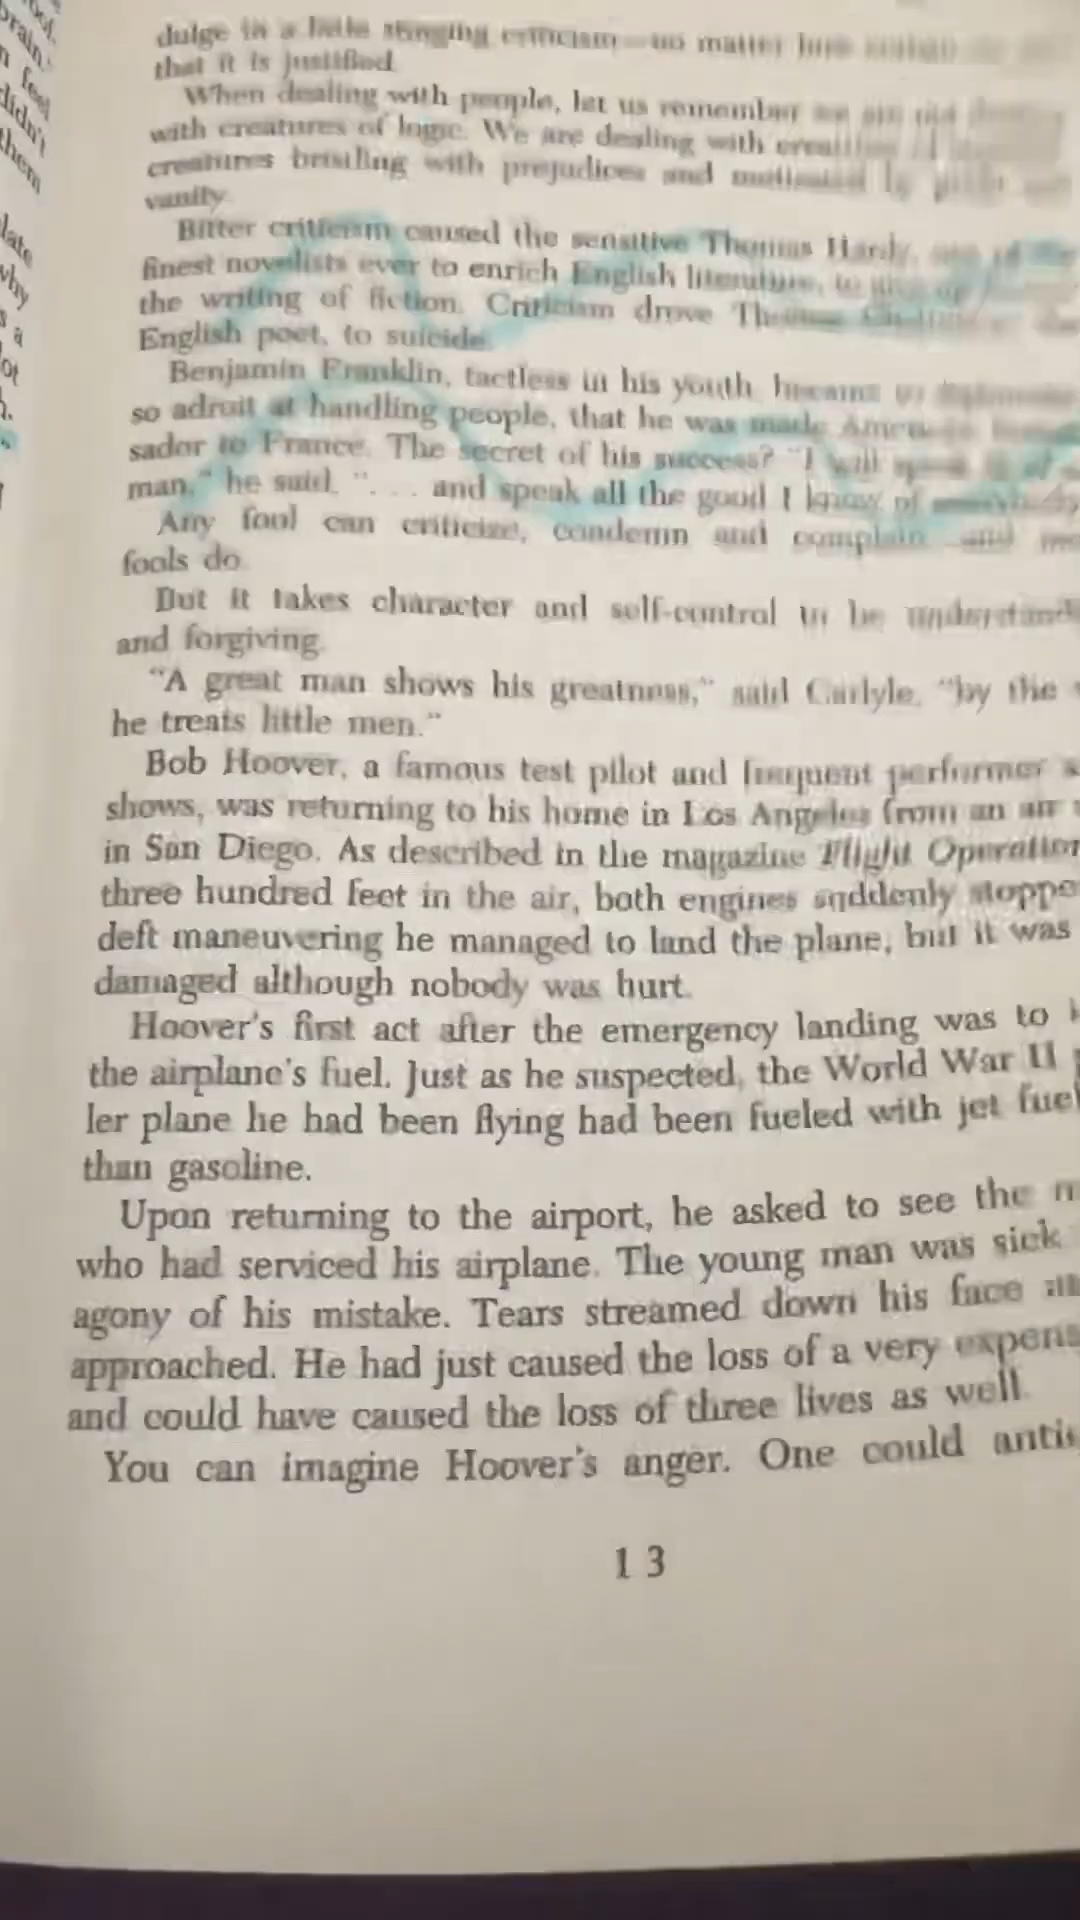 dulge in a little stinging criticism—no matter how
that it is justified.
When dealing with people, let us remember we are not dealing
with creatures of logic. We are dealing with creatures of
creatures bristling with prejudices and motivated by pride and
vanity.
Bitter criticism caused the sensitive Thomas Hardy, one of the
finest novelists ever to enrich English literature, to give up
the writing of fiction. Criticism drove Thomas the
English poet, to suicide.
Benjamin Franklin, tactless in his youth, became so diplomatic
so adroit at handling people, that he was made American
sador to France. The secret of his success? "I will speak ill of
man," he said, ". . . and speak all the good I know of everybody
Any fool can criticize, condemn and complain—and
fools do.
But it takes character and self-control to be understand
and forgiving.
"A great man shows his greatness," said Carlyle, "by the
he treats little men."
Bob Hoover, a famous test pilot and frequent performer
shows, was returning to his home in Los Angeles from an air
in San Diego. As described in the magazine Flight Operation
three hundred feet in the air, both engines suddenly stoppe
deft maneuvering he managed to land the plane, but it was
damaged although nobody was hurt.
Hoover's first act after the emergency landing was to
the airplane's fuel. Just as he suspected, the World War II
ler plane he had been flying had been fueled with jet fuel
than gasoline.
Upon returning to the airport, he asked to see the
who had serviced his airplane. The young man was sick
agony of his mistake. Tears streamed down his face
approached. He had just caused the loss of a very expens
and could have caused the loss of three lives as well.
You can imagine Hoover's anger. One could anti
13